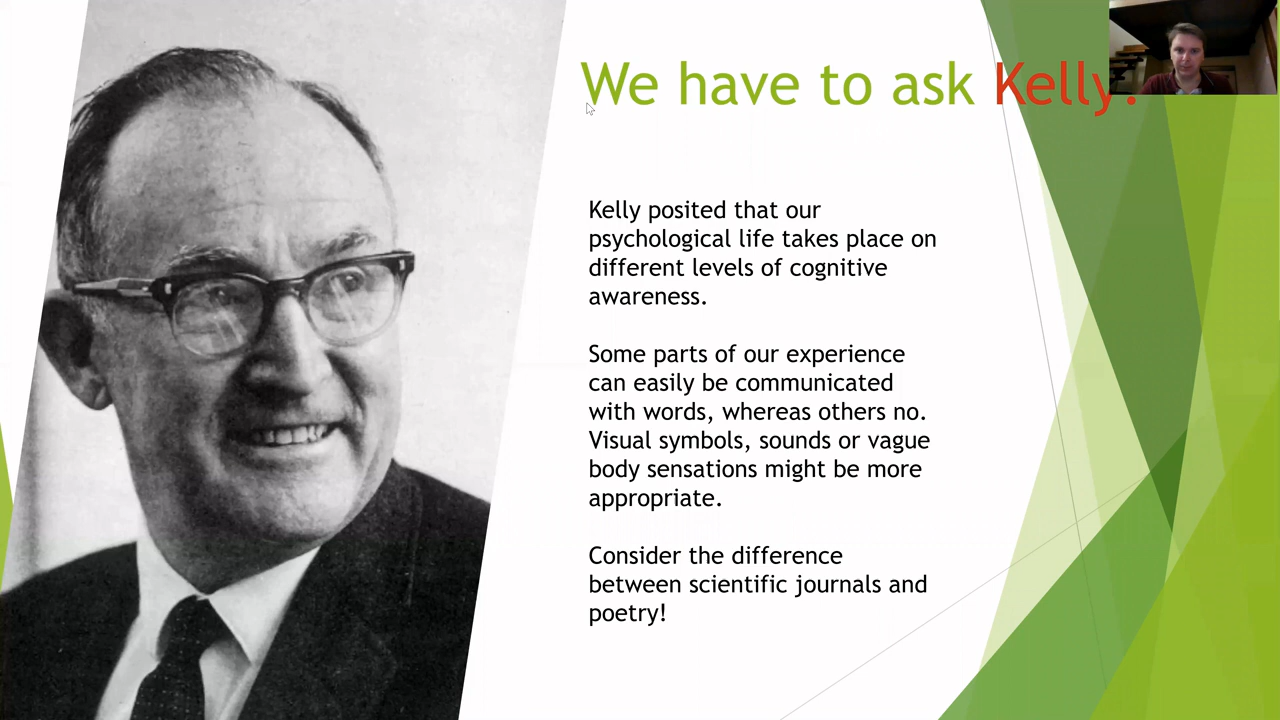 We have to ask Kelly.
Kelly posited that our
psychological life takes place on
different levels of cognitive
awareness.
Some parts of our experience
can easily be communicated
with words, whereas others no.
Visual symbols, sounds or vague
body sensations might be more
appropriate.
Consider the difference
between scientific journals and
poetry!